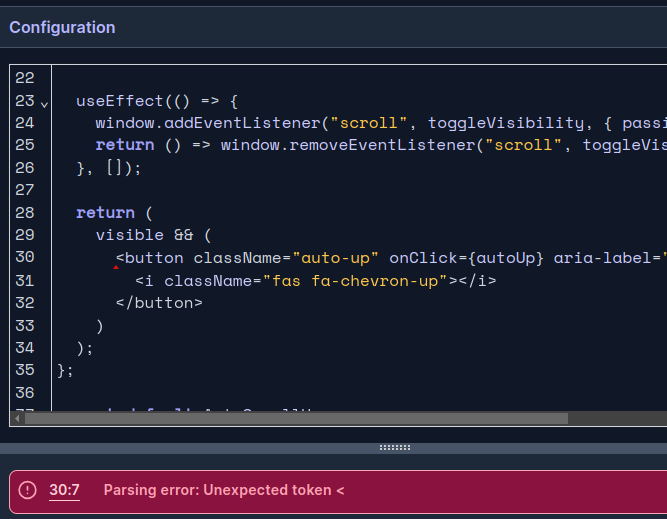 Configuration
22
23 useEffect(() => {
24 window.addEventListener("scroll", toggleVisibility, { passi
25 return () => window.removeEventListener("scroll", toggleVis
26 }, []);
27
28 return (
29 visible && (
30 <button className="auto-up" onClick={autoUp} aria-label="
31 <i className="fas fa-chevron-up"></i>
32 </button>
33 )
34 );
35 };
36
30:7 Parsing error: Unexpected token <